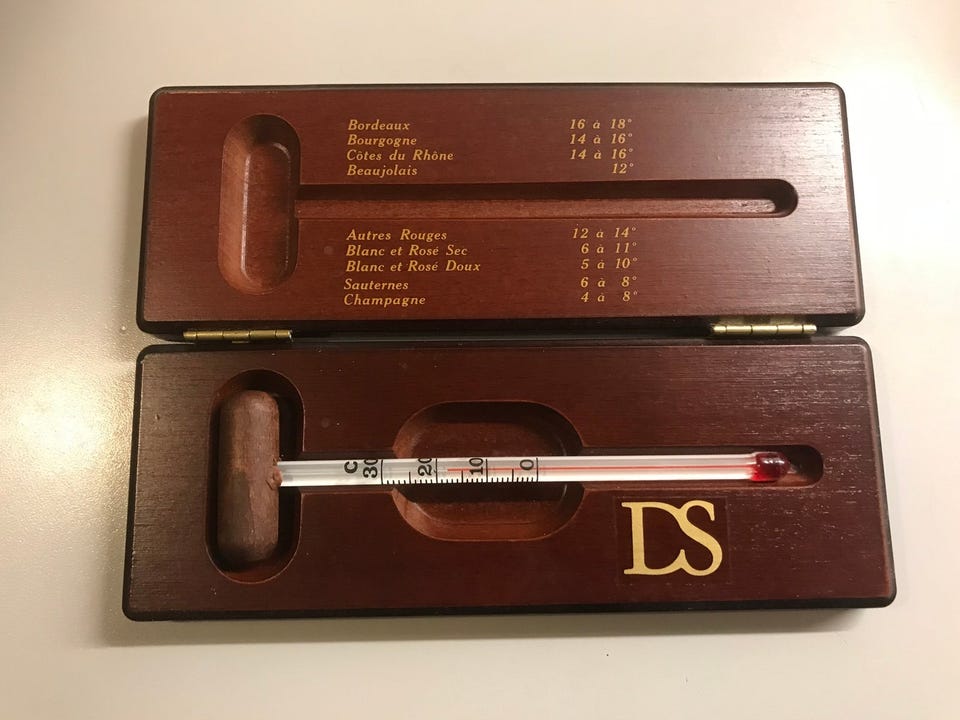 Bordeaux 16 à 18°
Bourgogne 14 à 16°
Côtes du Rhône 14 à 16°
Beaujolais 12°
Autres Rouges 12 à 14°
Blanc et Rosé Sec 6 à 11°
Blanc et Rosé Doux 5 à 10°
Sauternes 6 à 8°
Champagne 4 à 8°
C 30 20 10 0
DS